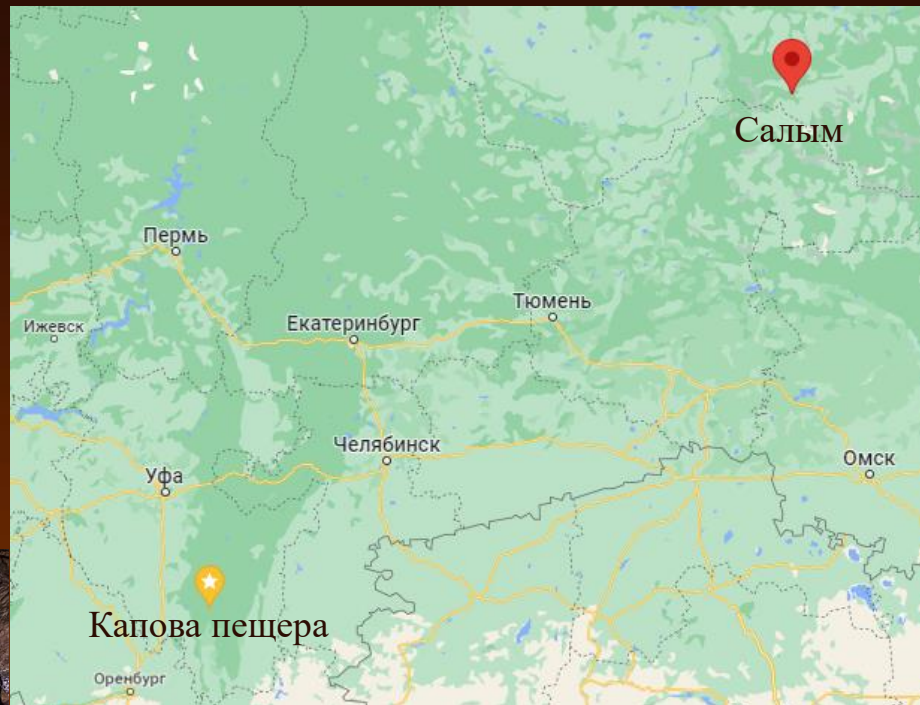 Салым
Пермь
Тюмень
Ижевск
Екатеринбург
Челябинск
Омск
Уфа
Капова пещера
Оренбург